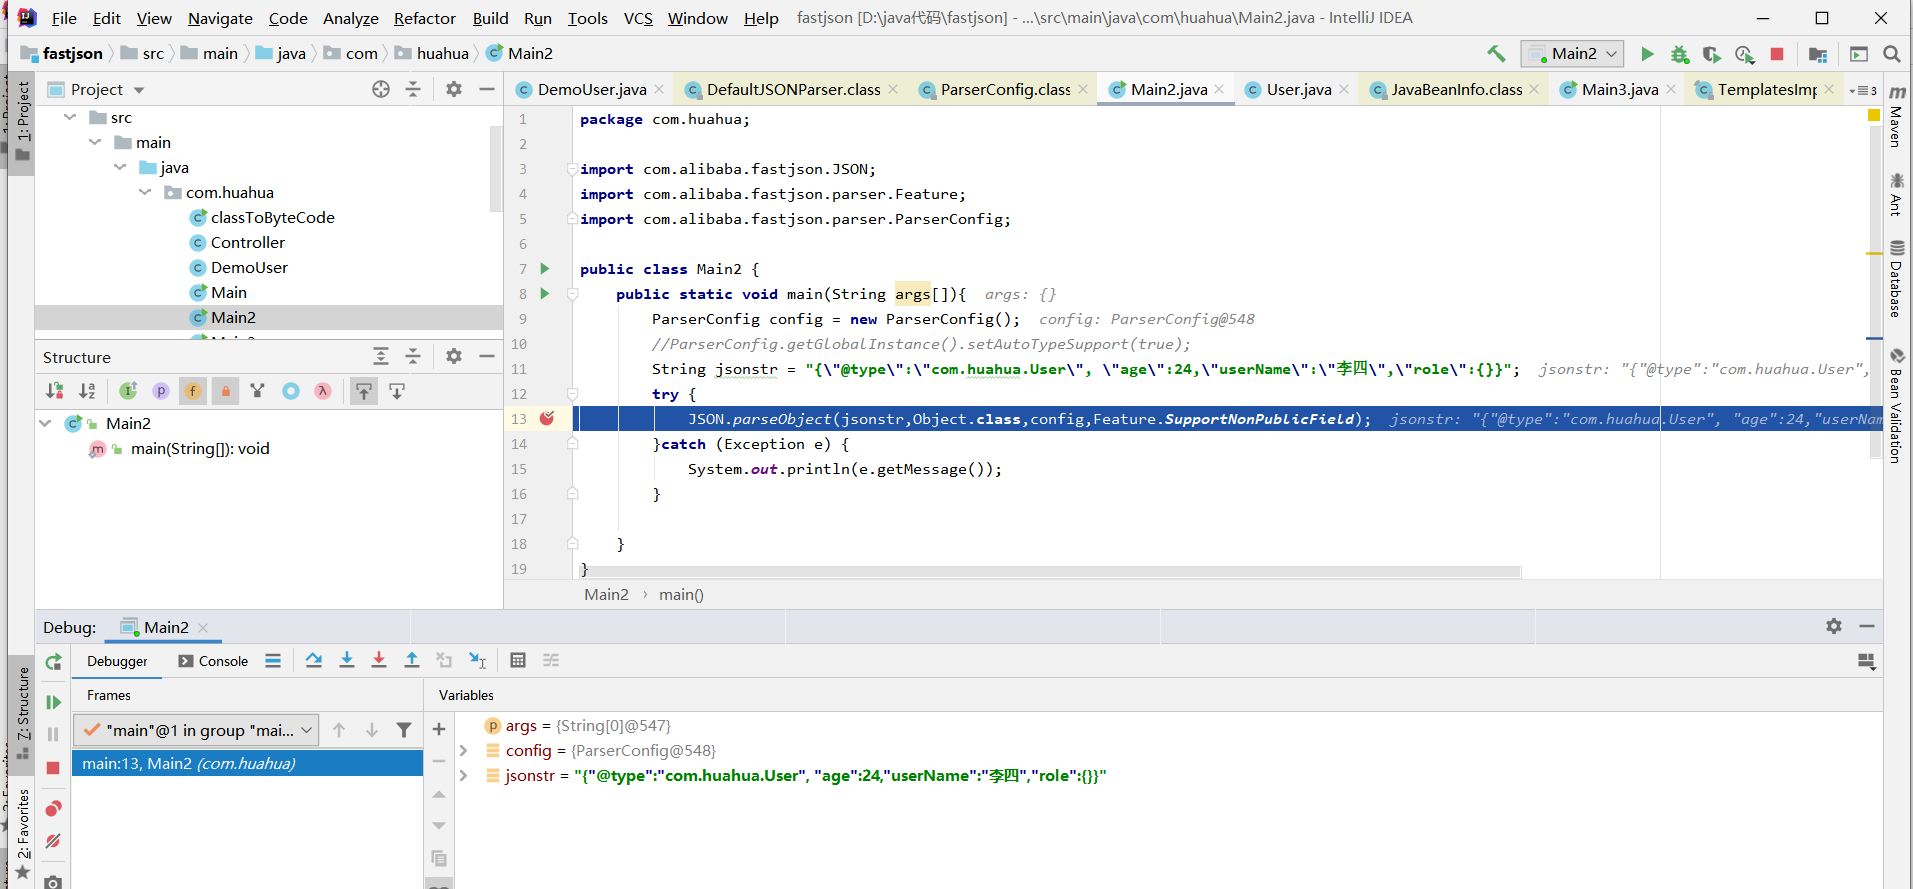 File Edit View Navigate Code Analyze Refactor Build Run Tools VCS Window Help fastjson [D:\java代码\fastjson] - ...\src\main\java\com\huahua\Main2.java - IntelliJ IDEA
fastjson src main java com huahua Main2 Main2
1: Project
Project
DemoUser.java DefaultJSONParser.class ParserConfig.class Main2.java User.java JavaBeanInfo.class Main3.java TemplatesImp 3
src
main
java
com.huahua
classToByteCode
Controller
DemoUser
Main
Main2
Structure
Main2
main(String[]): void
1 package com.huahua;
2
3 import com.alibaba.fastjson.JSON;
4 import com.alibaba.fastjson.parser.Feature;
5 import com.alibaba.fastjson.parser.ParserConfig;
6
7 public class Main2 {
8 public static void main(String args[]){ args: {}
9 ParserConfig config = new ParserConfig(); config: ParserConfig@548
10 //ParserConfig.getGlobalInstance().setAutoTypeSupport(true);
11 String jsonstr = "{\"@type\":\"com.huahua.User\", \"age\":24,\"userName\":\"李四\",\"role\":{}}"; jsonstr: "{"@type":"com.huahua.User",
12 try {
13 JSON.parseObject(jsonstr,Object.class,config,Feature.SupportNonPublicField); jsonstr: "{"@type":"com.huahua.User", "age":24,"userNam
14 }catch (Exception e) {
15 System.out.println(e.getMessage());
16 }
17
18 }
19 }
Main2 › main()
Maven
Ant
Database
Bean Validation
Debug: Main2
Debugger Console
Frames
Variables
"main"@1 in group "mai...
main:13, Main2 (com.huahua)
args = {String[0]@547}
config = {ParserConfig@548}
jsonstr = "{"@type":"com.huahua.User", "age":24,"userName":"李四","role":{}}"
7: Structure
2: Favorites